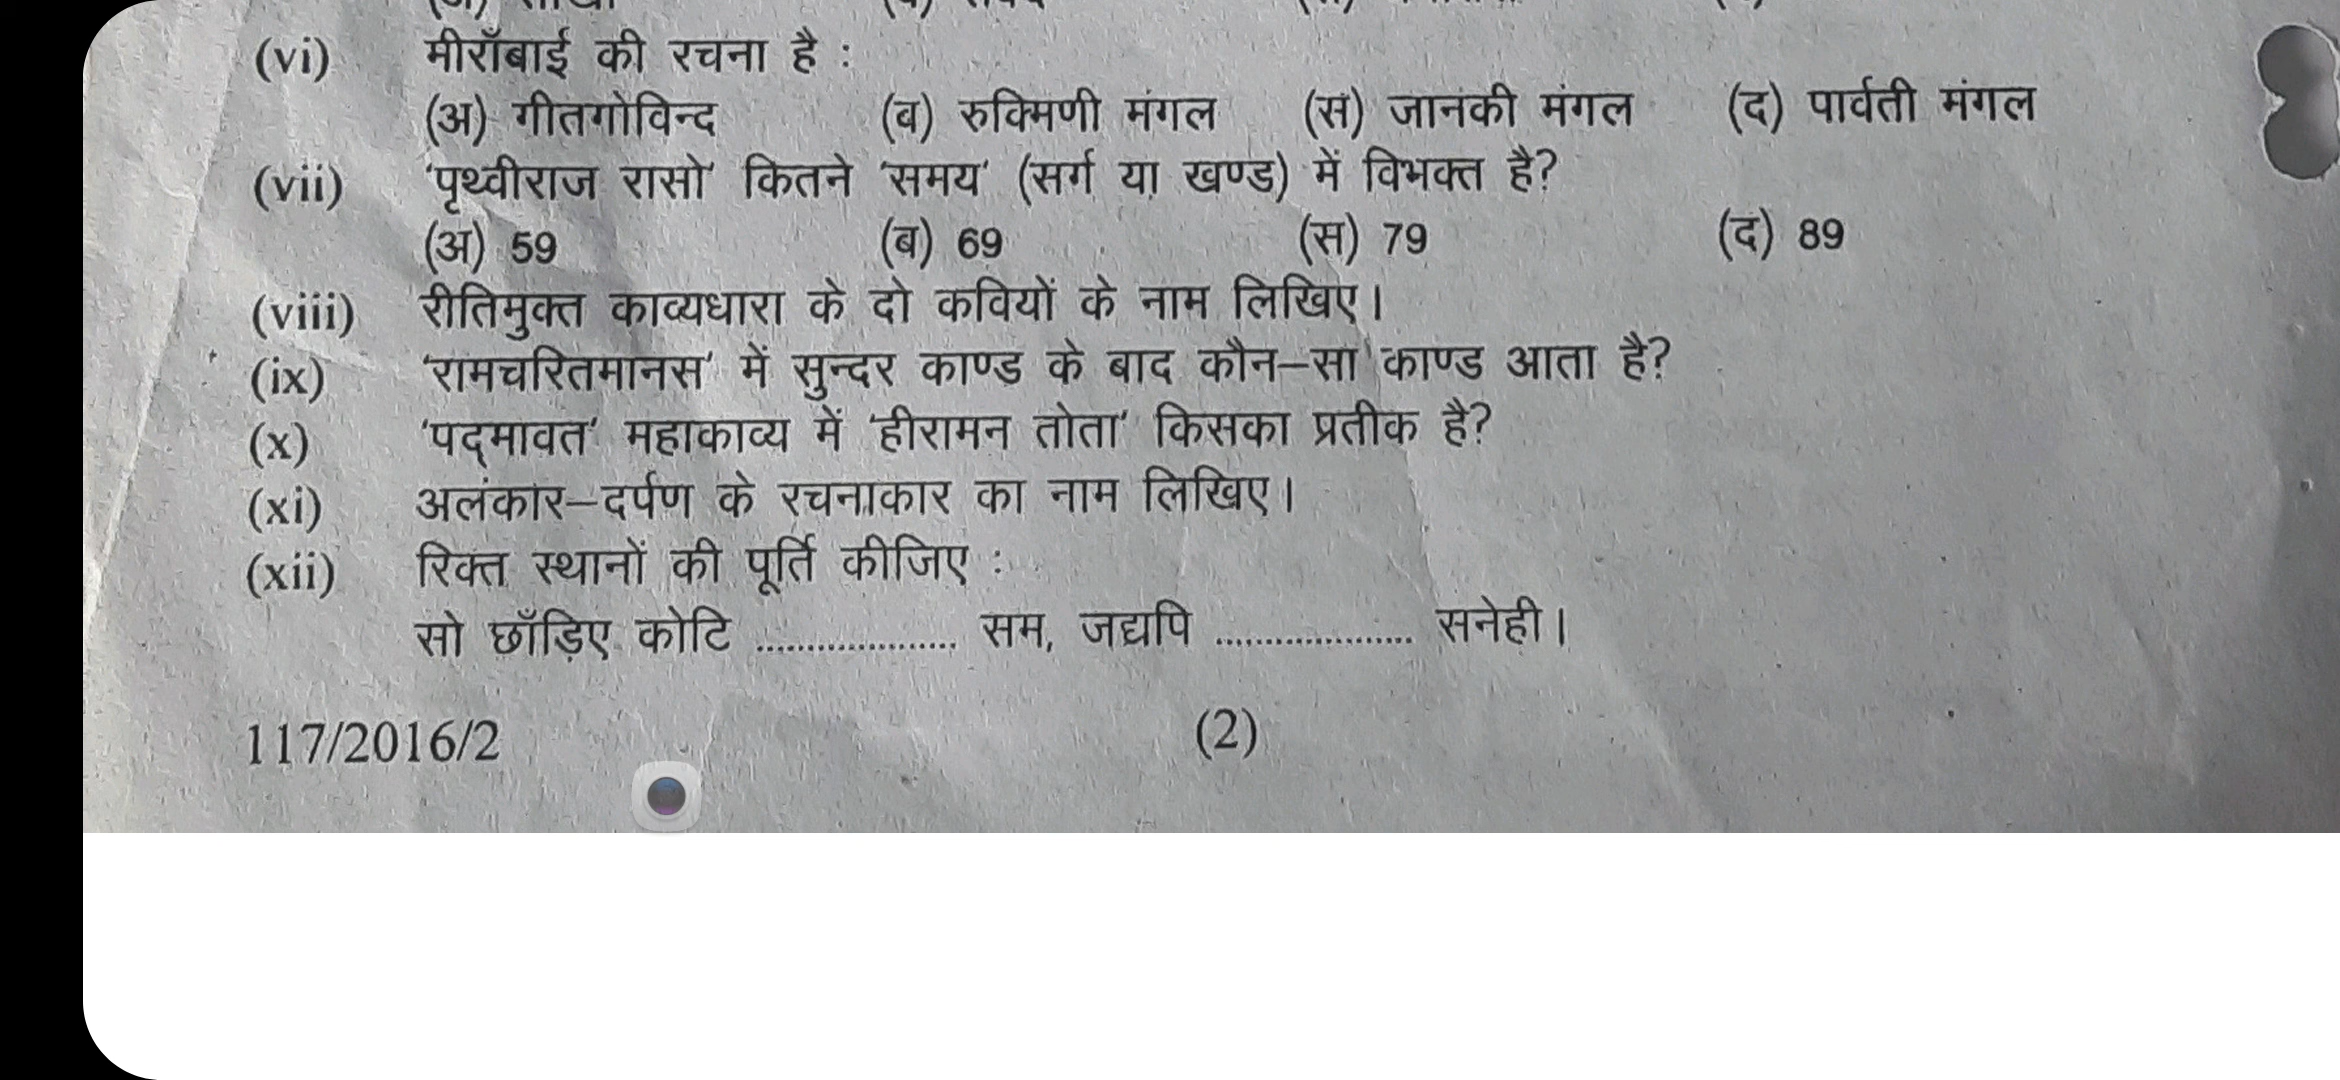 (vi) मीराँबाई की रचना है :
(अ) गीतगोविन्द (ब) रुक्मिणी मंगल (स) जानकी मंगल (द) पार्वती मंगल
(vii) 'पृथ्वीराज रासो' कितने 'समय' (सर्ग या खण्ड) में विभक्त है?
(अ) 59 (ब) 69 (स) 79 (द) 89
(viii) रीतिमुक्त काव्यधारा के दो कवियों के नाम लिखिए।
(ix) 'रामचरितमानस' में सुन्दर काण्ड के बाद कौन–सा काण्ड आता है?
(x) 'पद्‌मावत' महाकाव्य में 'हीरामन तोता' किसका प्रतीक है?
(xi) अलंकार–दर्पण के रचनाकार का नाम लिखिए।
(xii) रिक्त स्थानों की पूर्ति कीजिए :
सो छाँड़िए कोटि .................... सम, जद्यपि .................... सनेही।
117/2016/2 (2)